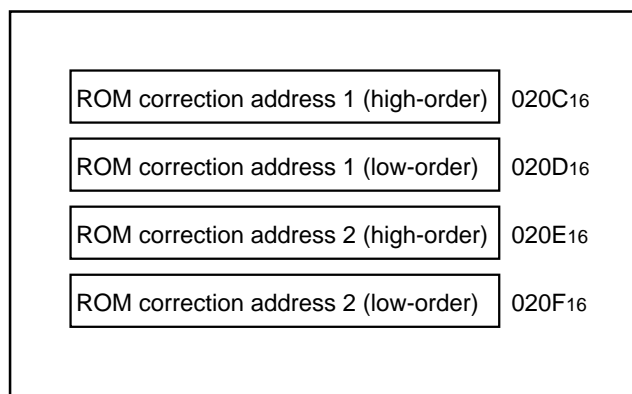 ROM correction address 1 (high-order) 020C16
ROM correction address 1 (low-order) 020D16
ROM correction address 2 (high-order) 020E16
ROM correction address 2 (low-order) 020F16